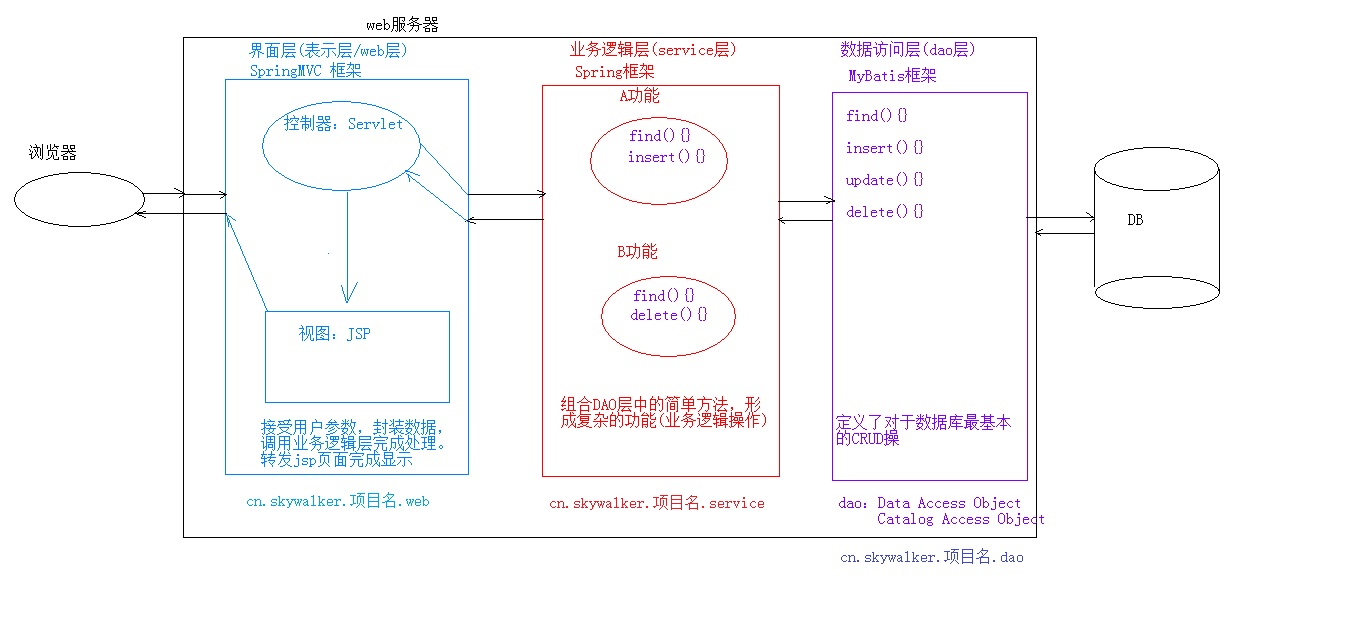 web服务器
浏览器
界面层(表示层/web层)
SpringMVC 框架
控制器: Servlet
视图: JSP
接受用户参数, 封装数据,
调用业务逻辑层完成处理。
转发jsp页面完成显示
cn.skywalker.项目名.web
业务逻辑层(service层)
Spring框架
A功能
find(){}
insert(){}
B功能
find(){}
delete(){}
组合DAO层中的简单方法, 形
成复杂的功能(业务逻辑操作)
cn.skywalker.项目名.service
数据访问层(dao层)
MyBatis框架
find(){}
insert(){}
update(){}
delete(){}
定义了对于数据库最基本
的CRUD操
dao: Data Access Object
Catalog Access Object
cn.skywalker.项目名.dao
DB